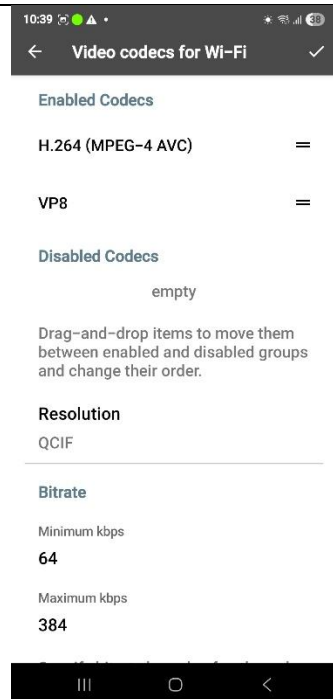 10:39
38
Video codecs for Wi-Fi
Enabled Codecs
H.264 (MPEG-4 AVC)
VP8
Disabled Codecs
empty
Drag-and-drop items to move them
between enabled and disabled groups
and change their order.
Resolution
QCIF
Bitrate
Minimum kbps
64
Maximum kbps
384